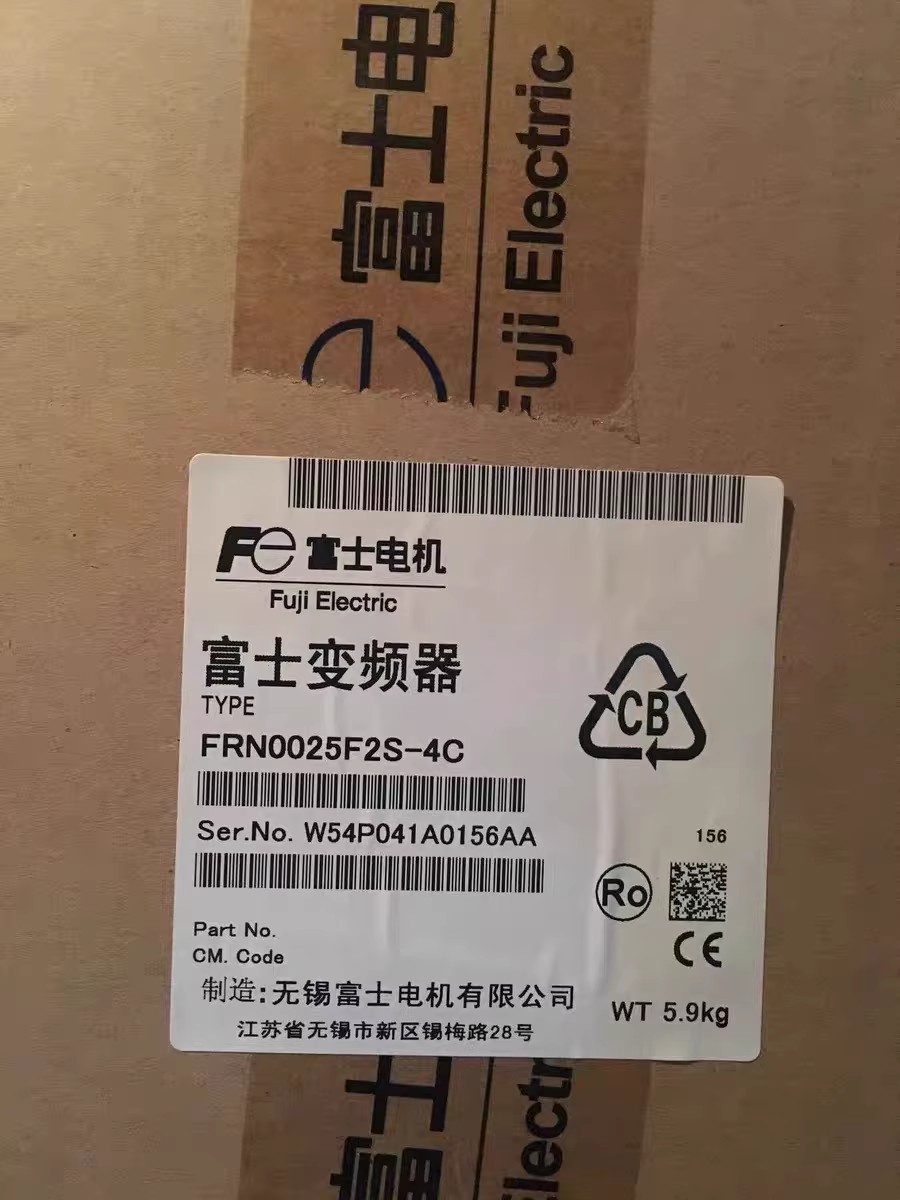 富士电
Fuji Electric
Fe 富士电机
Fuji Electric
富士变频器
TYPE
FRN0025F2S-4C
CB
Ser.No. W54P041A0156AA
156
Ro
Part No.
CM. Code
CE
制造:无锡富士电机有限公司
WT 5.9kg
江苏省无锡市新区锡梅路28号
富士
lectr